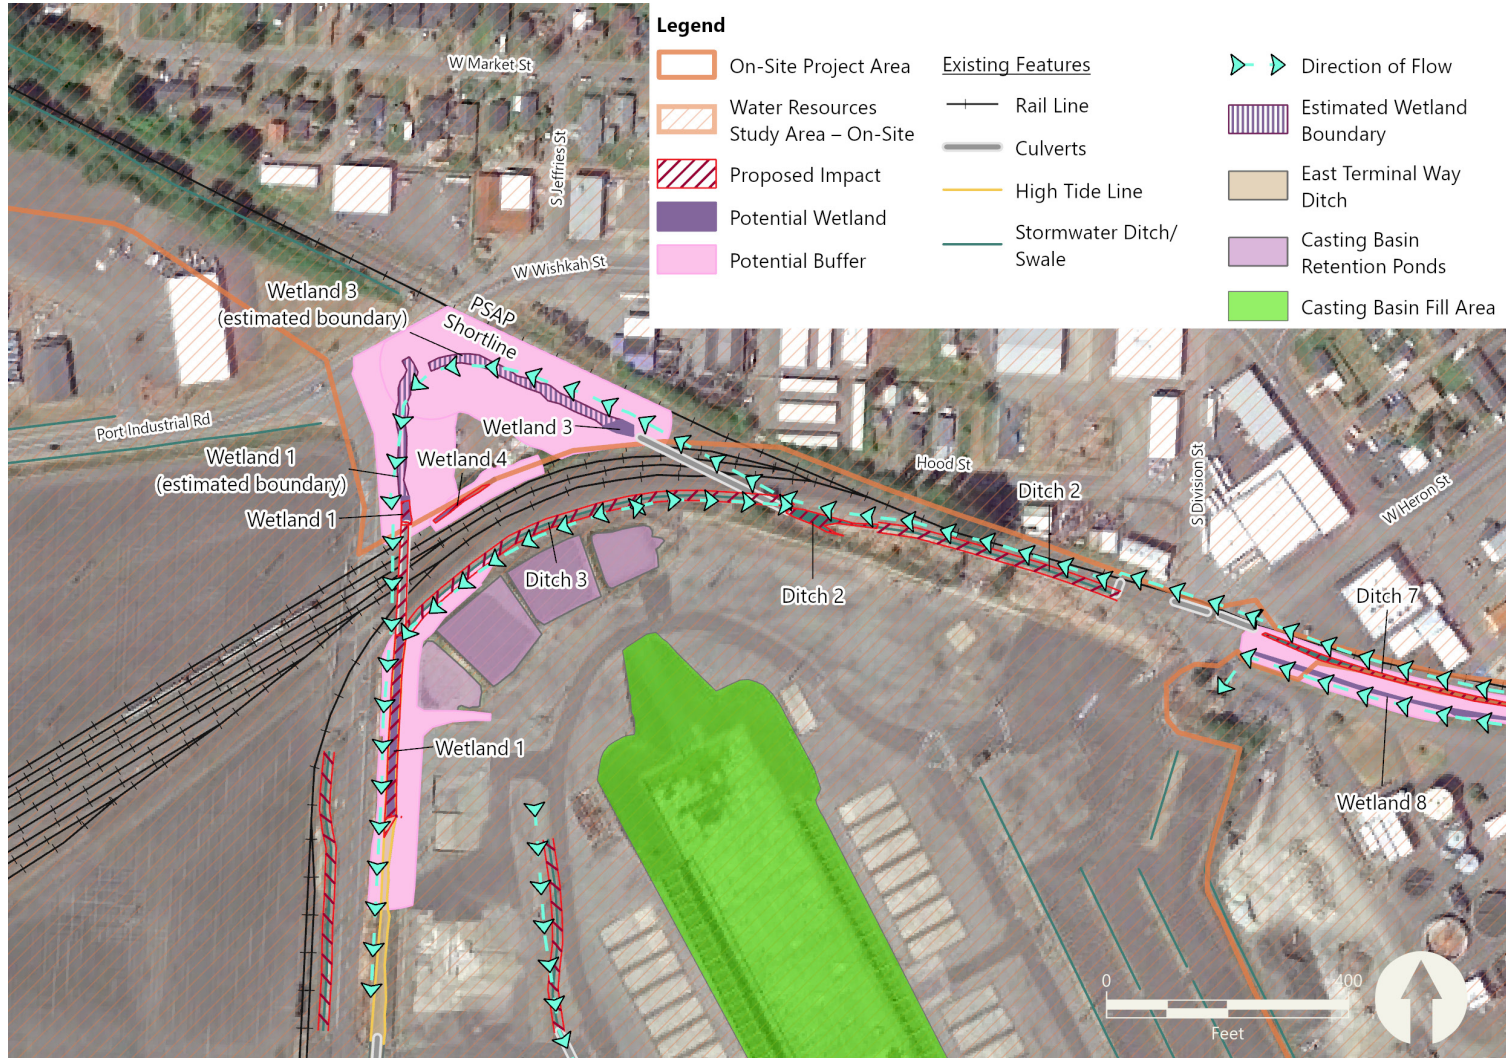 Legend
On-Site Project Area
Water Resources
Study Area – On-Site
Proposed Impact
Potential Wetland
Potential Buffer
Existing Features
Rail Line
Culverts
High Tide Line
Stormwater Ditch/
Swale
Direction of Flow
Estimated Wetland
Boundary
East Terminal Way
Ditch
Casting Basin
Retention Ponds
Casting Basin Fill Area
W Market St
S Jeffries St
W Wishkah St
Wetland 3
(estimated boundary)
PSAP
Shortline
Port Industrial Rd
Wetland 3
Wetland 1
(estimated boundary)
Wetland 4
Hood St
S Division St
W Heron St
Ditch 2
Wetland 1
Ditch 3
Ditch 2
Ditch 7
Wetland 1
Wetland 8
0
400
Feet